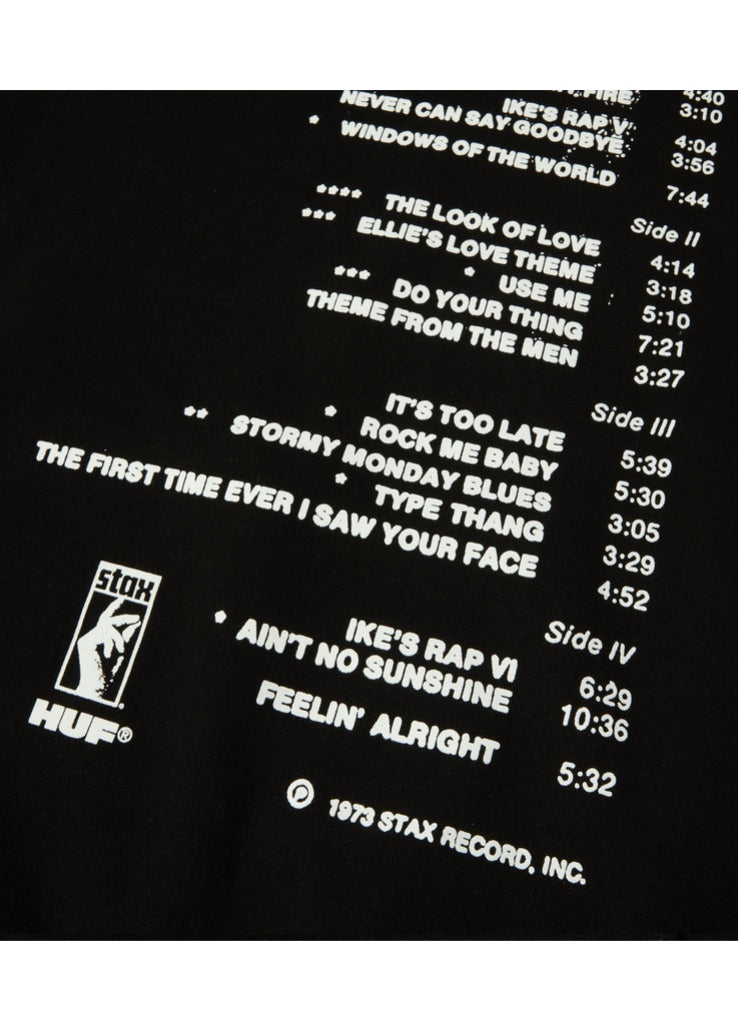 FIRE 4:40
IKE'S RAP V 3:10
NEVER CAN SAY GOODBYE 4:04
* WINDOWS OF THE WORLD 3:56
7:44
Side II
**** THE LOOK OF LOVE 4:14
*** ELLIE'S LOVE THEME 3:18
* USE ME 5:10
*** DO YOUR THING 7:21
THEME FROM THE MEN 3:27
Side III
IT'S TOO LATE 5:39
* ROCK ME BABY 5:30
** STORMY MONDAY BLUES 3:05
* TYPE THANG 3:29
THE FIRST TIME EVER I SAW YOUR FACE 4:52
Side IV
IKE'S RAP VI 6:29
* AIN'T NO SUNSHINE 10:36
FEELIN' ALRIGHT 5:32
stax
HUF®
℗ 1973 STAX RECORD, INC.